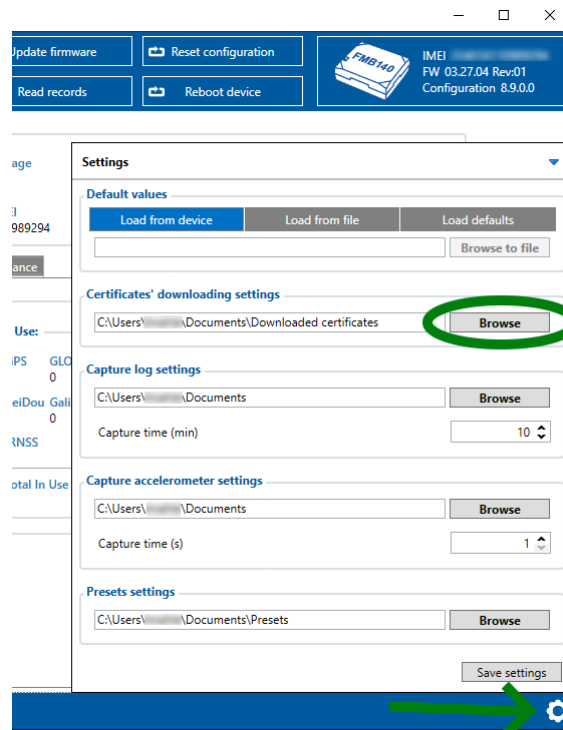 Update firmware
Reset configuration
Read records
Reboot device
FMB140
IMEI
FW 03.27.04 Rev:01
Configuration 8.9.0.0
age
989294
ance
Use:
GLO
0
eiDou Gali
0
RNSS
otal In Use
Settings
Default values
Load from device Load from file Load defaults
Browse to file
Certificates' downloading settings
C:\Users\ \Documents\Downloaded certificates Browse
Capture log settings
C:\Users\ \Documents Browse
Capture time (min) 10
Capture accelerometer settings
C:\Users\ \Documents Browse
Capture time (s) 1
Presets settings
C:\Users\ \Documents\Presets Browse
Save settings